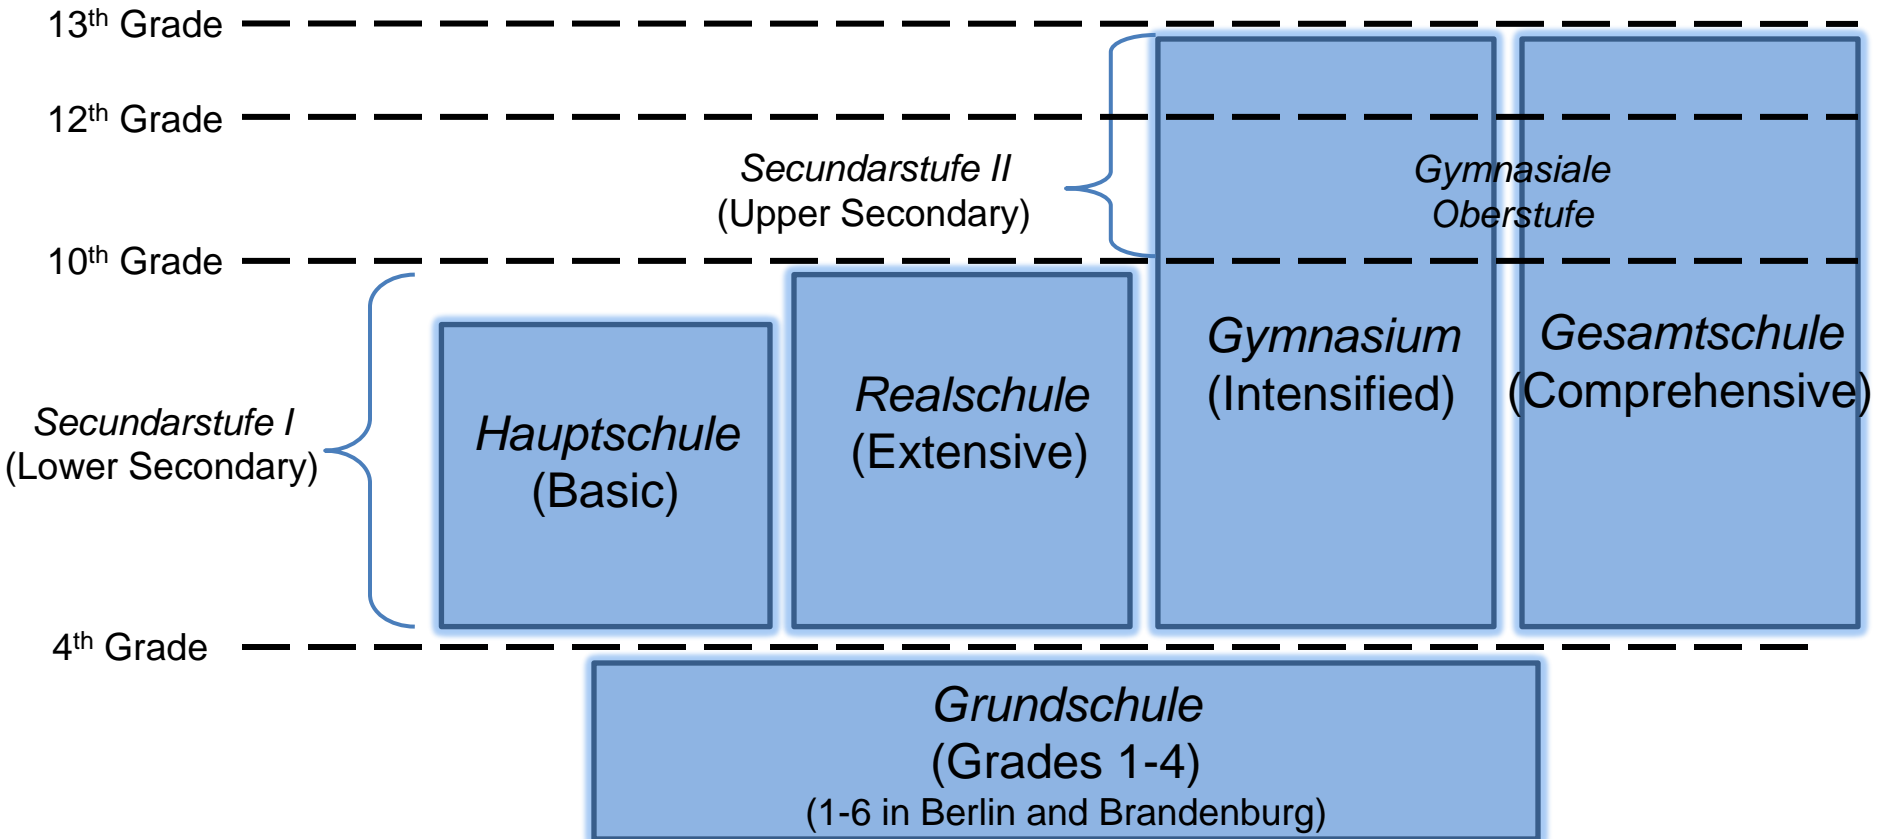 13th Grade
12th Grade
Secundarstufe II
(Upper Secondary)
Gymnasiale
Oberstufe
10th Grade
Gymnasium
(Intensified)
Gesamtschule
(Comprehensive)
Realschule
(Extensive)
Hauptschule
(Basic)
Secundarstufe I
(Lower Secondary)
4th Grade
Grundschule
(Grades 1-4)
(1-6 in Berlin and Brandenburg)